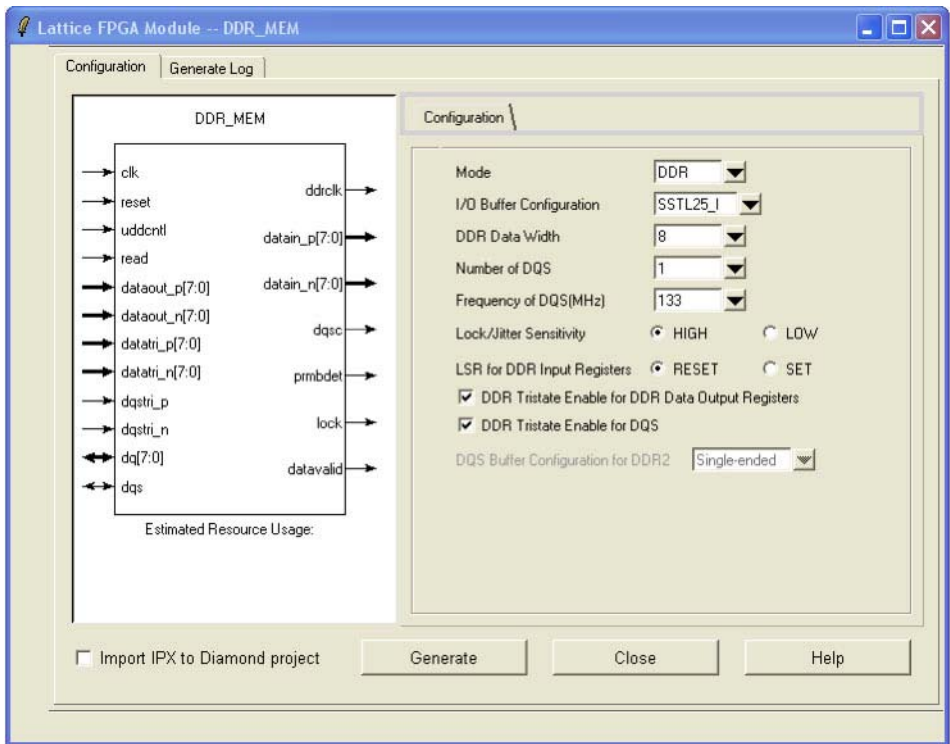 Lattice FPGA Module -- DDR_MEM
Configuration
Generate Log
DDR_MEM
clk
reset
uddcntl
read
dataout_p[7:0]
dataout_n[7:0]
datatri_p[7:0]
datatri_n[7:0]
dqstri_p
dqstri_n
dq[7:0]
dqs
ddrclk
datain_p[7:0]
datain_n[7:0]
dqsc
prmbdet
lock
datavalid
Estimated Resource Usage:
Configuration
Mode DDR
I/O Buffer Configuration SSTL25_I
DDR Data Width 8
Number of DQS 1
Frequency of DQS(MHz) 133
Lock/Jitter Sensitivity HIGH LOW
LSR for DDR Input Registers RESET SET
DDR Tristate Enable for DDR Data Output Registers
DDR Tristate Enable for DQS
DQS Buffer Configuration for DDR2 Single-ended
Import IPX to Diamond project
Generate
Close
Help